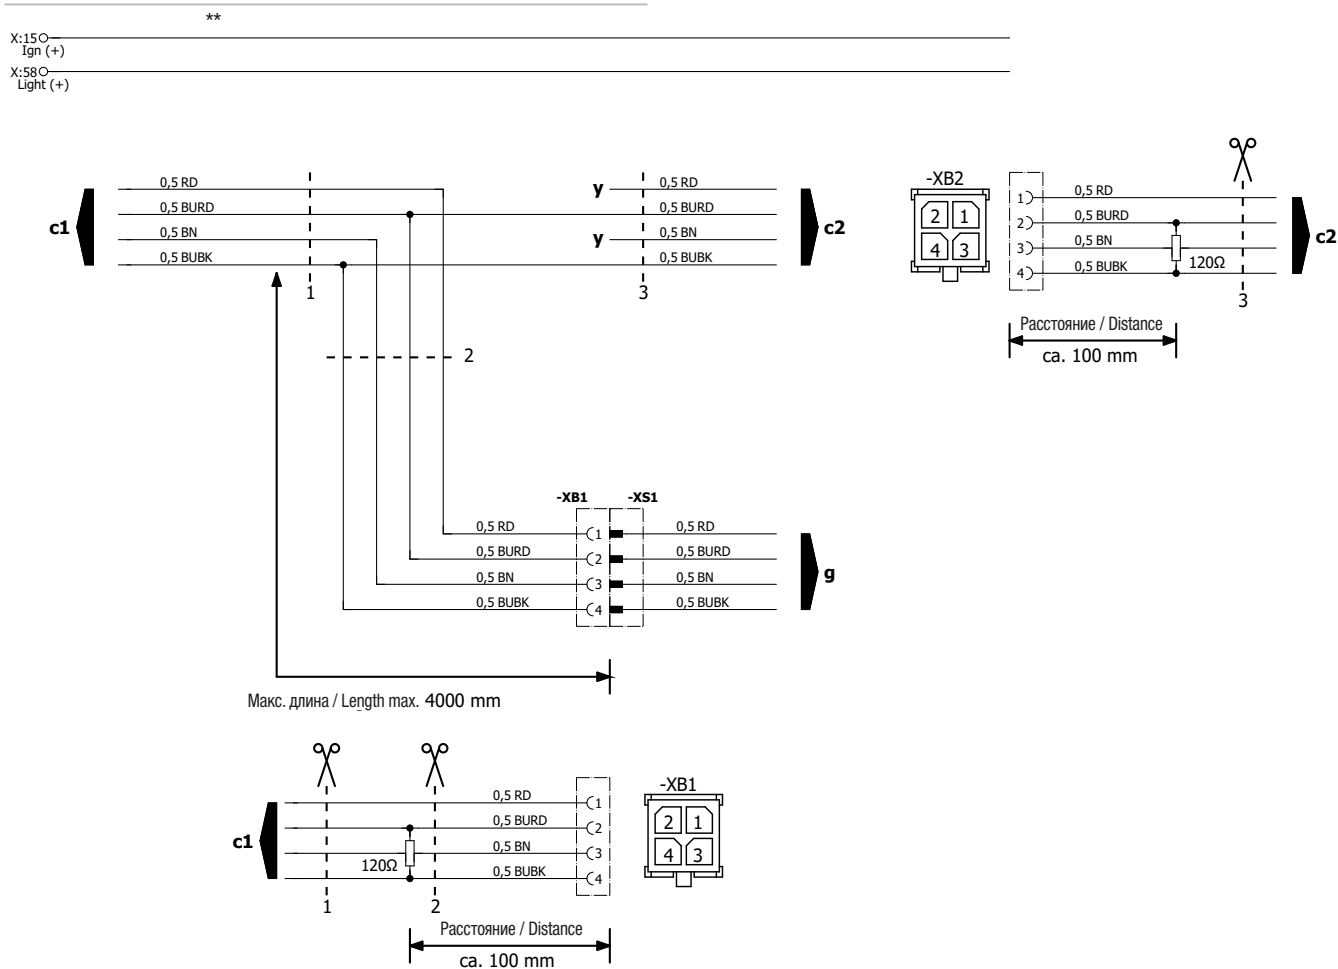 **
X:15
Ign (+)
X:58
Light (+)
c1
0,5 RD
0,5 BURD
0,5 BN
0,5 BUBK
1
y
y
0,5 RD
0,5 BURD
0,5 BN
0,5 BUBK
3
c2
-XB2
2 1
4 3
1
2
3
4
0,5 RD
0,5 BURD
0,5 BN
0,5 BUBK
120Ω
3
c2
Расстояние / Distance
ca. 100 mm
2
-XB1 -XS1
0,5 RD 1 0,5 RD
0,5 BURD 2 0,5 BURD
0,5 BN 3 0,5 BN
0,5 BUBK 4 0,5 BUBK
g
Макс. длина / Length max. 4000 mm
c1
120Ω
0,5 RD 1
0,5 BURD 2
0,5 BN 3
0,5 BUBK 4
1 2
-XB1
2 1
4 3
Расстояние / Distance
ca. 100 mm